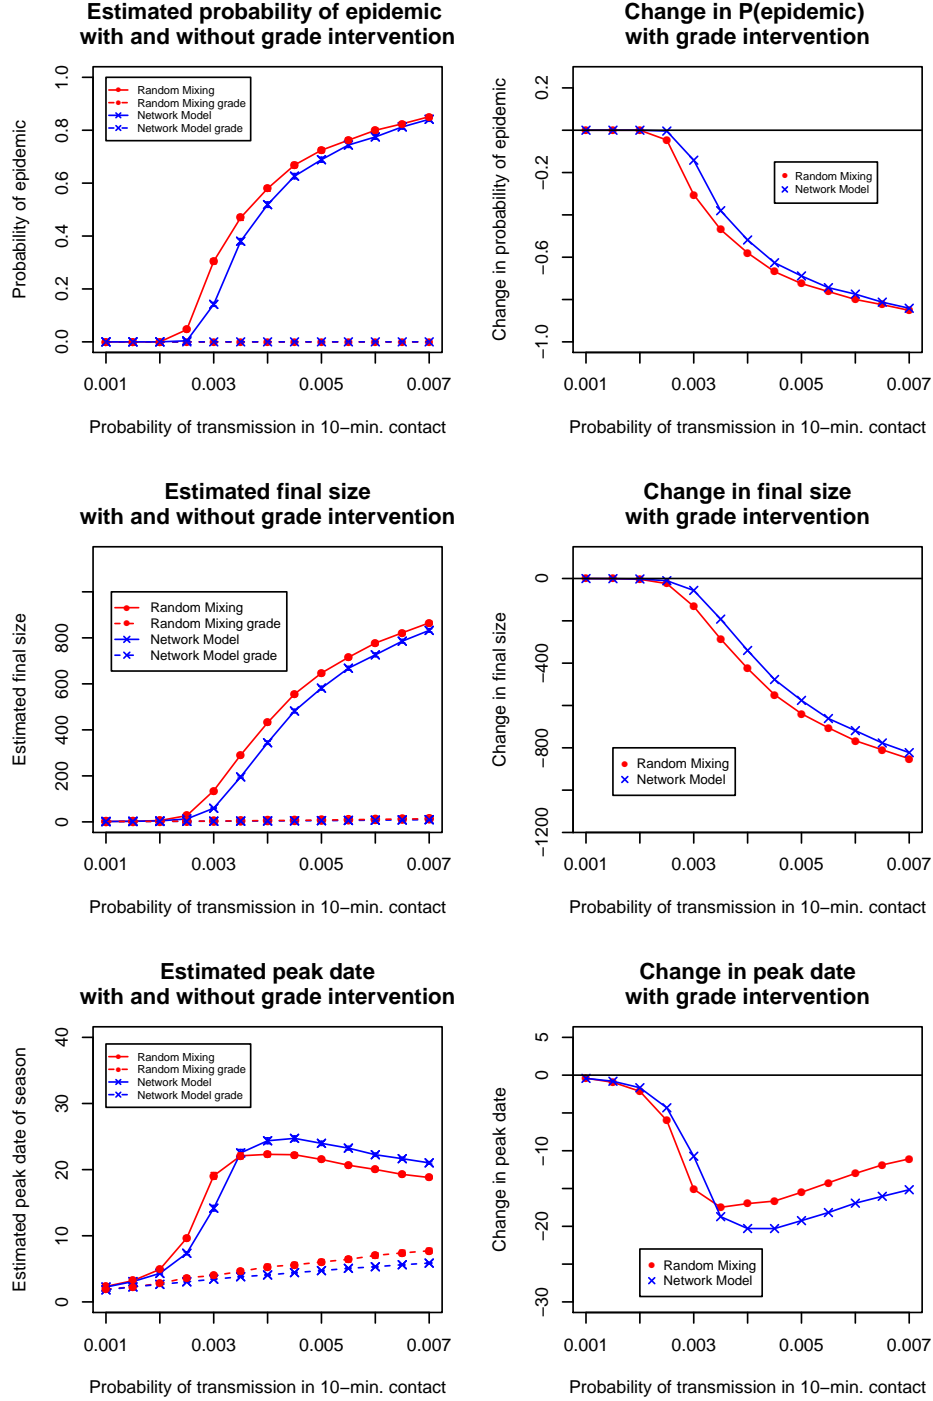 Estimated probability of epidemic
with and without grade intervention
Probability of epidemic
1.0
0.8
0.6
0.4
0.2
0.0
Random Mixing
Random Mixing grade
Network Model
Network Model grade
0.001
0.003
0.005
0.007
Probability of transmission in 10−min. contact
Change in P(epidemic)
with grade intervention
Change in probability of epidemic
0.2
−0.2
−0.6
−1.0
Random Mixing
Network Model
0.001
0.003
0.005
0.007
Probability of transmission in 10−min. contact
Estimated final size
with and without grade intervention
Estimated final size
800
600
400
200
0
Random Mixing
Random Mixing grade
Network Model
Network Model grade
0.001
0.003
0.005
0.007
Probability of transmission in 10−min. contact
Change in final size
with grade intervention
Change in final size
0
−400
−800
−1200
Random Mixing
Network Model
0.001
0.003
0.005
0.007
Probability of transmission in 10−min. contact
Estimated peak date
with and without grade intervention
Estimated peak date of season
40
30
20
10
0
Random Mixing
Random Mixing grade
Network Model
Network Model grade
0.001
0.003
0.005
0.007
Probability of transmission in 10−min. contact
Change in peak date
with grade intervention
Change in peak date
5
0
−10
−20
−30
Random Mixing
Network Model
0.001
0.003
0.005
0.007
Probability of transmission in 10−min. contact